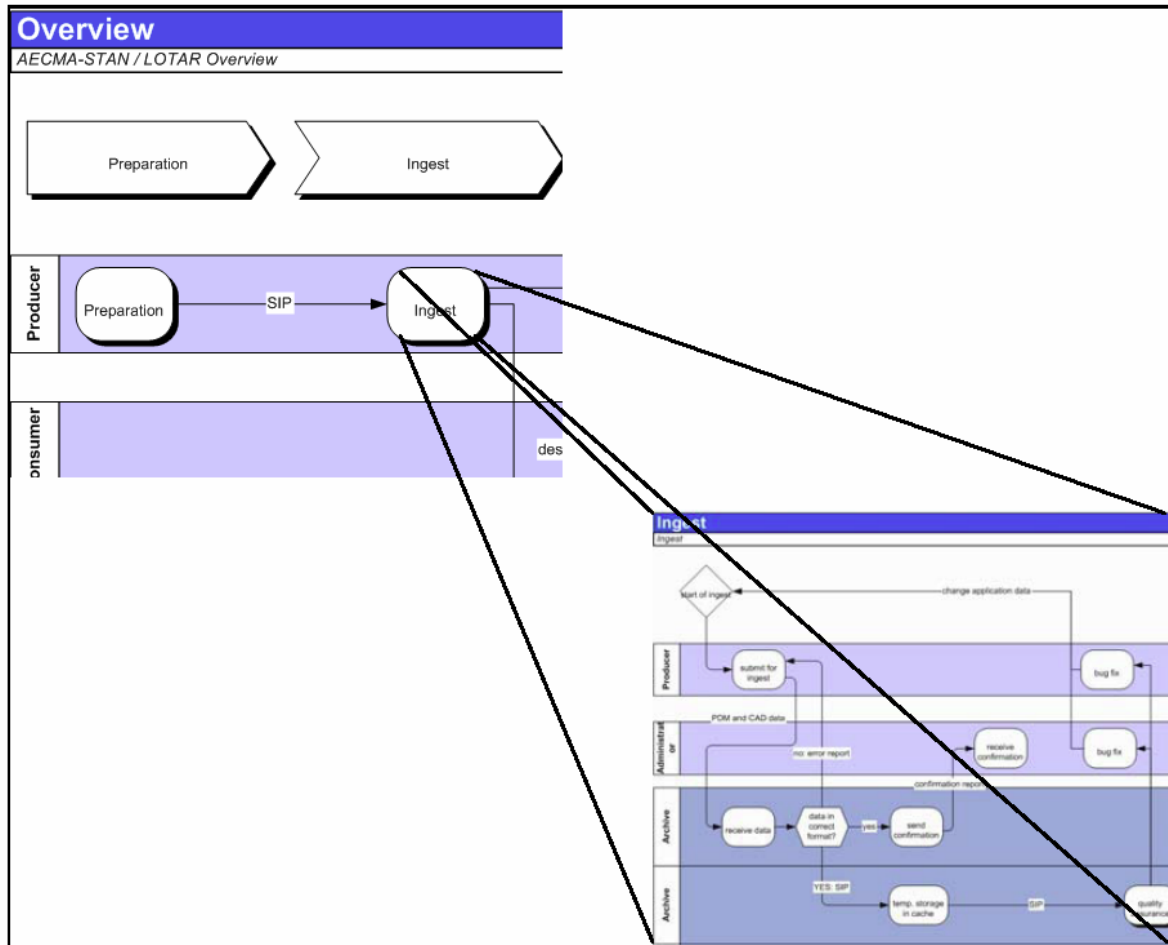 Overview
AECMA-STAN / LOTAR Overview
Preparation
Ingest
Producer
Preparation
SIP
Ingest
onsumer
des
Ingest
Ingest
start of ingest
change application data
Producer
submit for
ingest
bug fix
PDM and CAD data
Administrat
or
no: error report
receive
confirmation
bug fix
confirmation report
Archive
receive data
data in
correct
format?
yes
send
confirmation
YES: SIP
Archive
temp. storage
in cache
SIP
quality
assurance